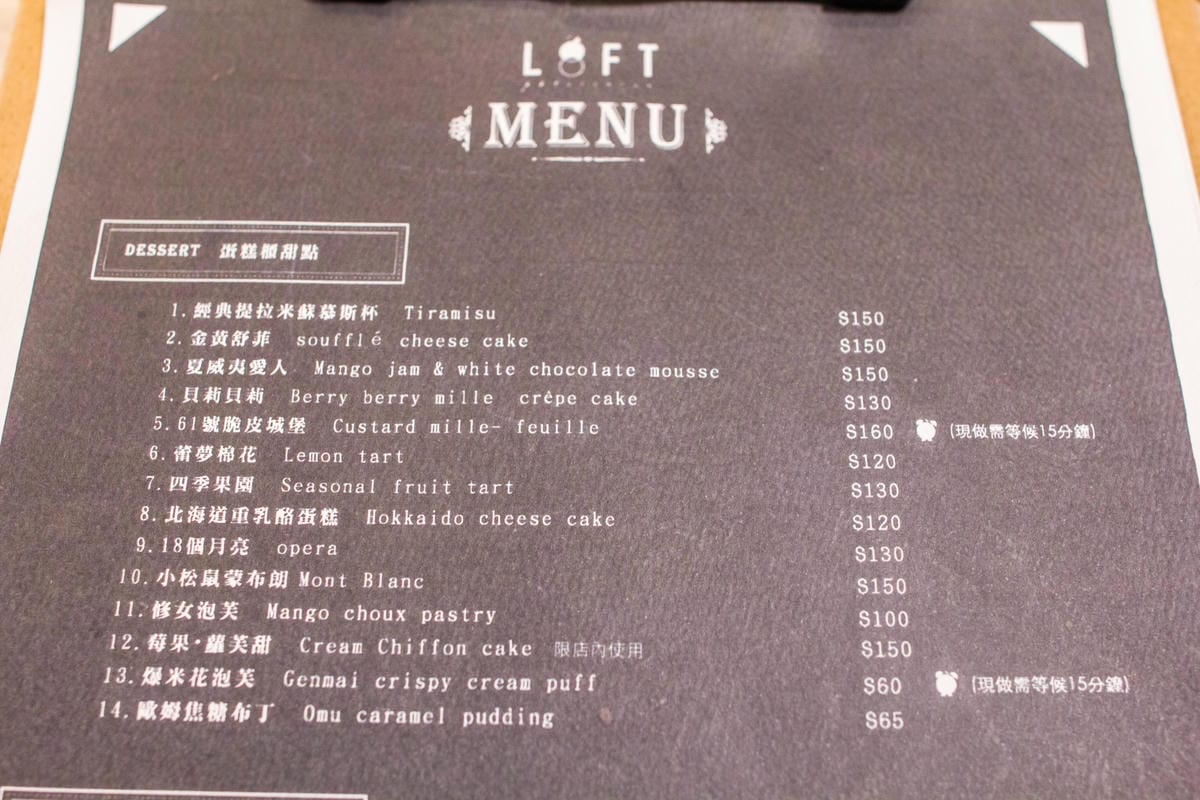 LOFT
MENU
DESSERT 蛋糕櫃甜點
1. 經典提拉米蘇慕斯杯 Tiramisu $150
2. 金黃舒菲 soufflé cheese cake $150
3. 夏威夷愛人 Mango jam & white chocolate mousse $150
4. 貝莉貝莉 Berry berry mille crêpe cake $130
5. 61號脆皮城堡 Custard mille- feuille $160 (現做需等候15分鐘)
6. 蕾夢棉花 Lemon tart $120
7. 四季果園 Seasonal fruit tart $130
8. 北海道重乳酪蛋糕 Hokkaido cheese cake $120
9. 18個月亮 opera $130
10. 小松鼠蒙布朗 Mont Blanc $150
11. 修女泡芙 Mango choux pastry $100
12. 莓果·蘿芙甜 Cream Chiffon cake 限店內使用 $150
13. 爆米花泡芙 Genmai crispy cream puff $60 (現做需等候15分鐘)
14. 歐姆焦糖布丁 Omu caramel pudding $65